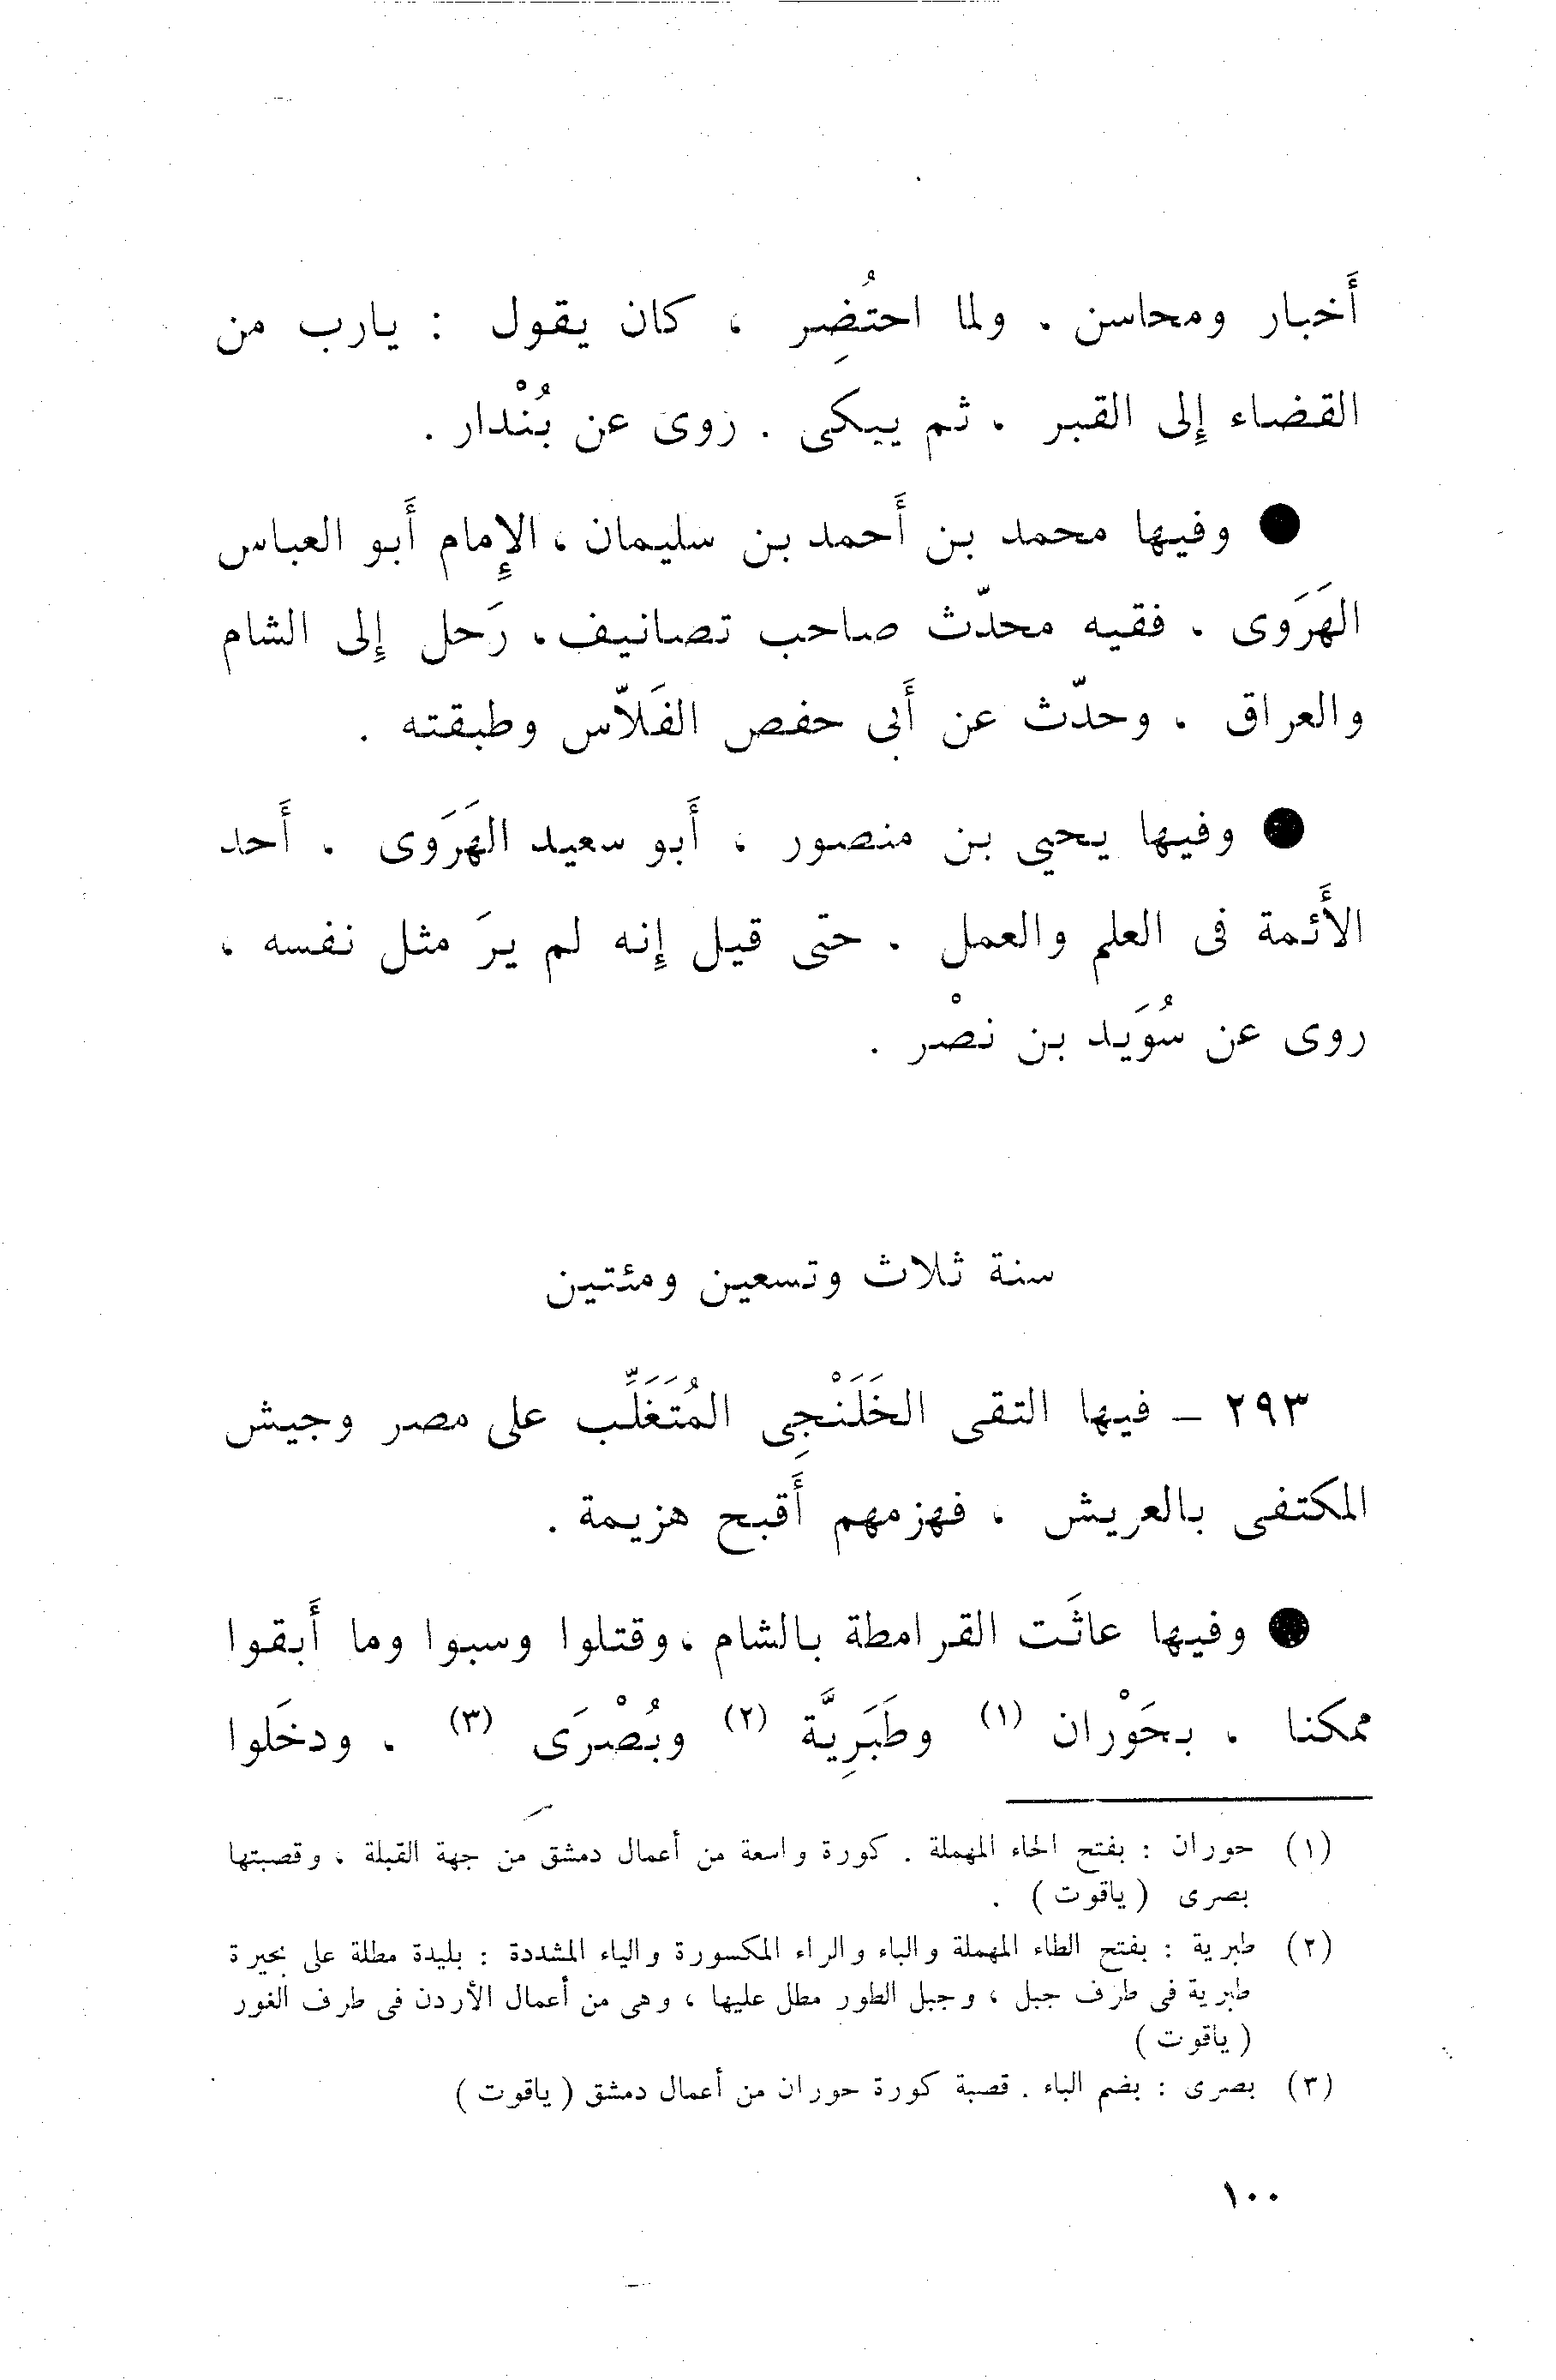 أَخبار ومحاسن . ولما احتُضِر ، كان يقول : يارب من
القضاء إِلى القبر ، ثم يبكى . روى عن بُنْدار .
● وفيها محمد بن أَحمد بن سليمان ، الإِمام أَبو العباس
الهَرَوى . فقيه محدّث صاحب تصانيف ، رَحل إِلى الشام
والعراق ، وحدّث عن أَبى حفص الفَلاّس وطبقته .
● وفيها يحيى بن منصور ، أَبو سعيد الهَرَوى . أَحد
الأَئمة فى العلم والعمل . حتى قيل إِنه لم يرَ مثل نفسه ،
روى عن سُوَيد بن نصْر .
سنة ثلاث وتسعين ومئتين
٢٩٣ – فيها التقى الخَلَنْجِى المُتَغَلِّب على مصر وجيش
المكتفى بالعريش ، فهزمهم أَقبح هزيمة .
● وفيها عاثَت القرامطة بالشام ، وقتلوا وسبوا وما أَبقوا
ممكنا ، بحَوْران (١) وطَبَرِيَّة (٢) وبُصْرَى (٣) . ودخَلوا
(١) حوران : بفتح الحاء المهملة . كورة واسعة من أعمال دمشق من جهة القبلة ، وقصبتها
بصرى (ياقوت) .
(٢) طبرية : بفتح الطاء المهملة والباء والراء المكسورة والياء المشددة : بليدة مطلة على بحيرة
طبرية فى طرف جبل ، وجبل الطور مطل عليها ، وهى من أعمال الأردن فى طرف الغور
(ياقوت)
(٣) بصرى : بضم الباء . قصبة كورة حوران من أعمال دمشق (ياقوت)
١٠٠